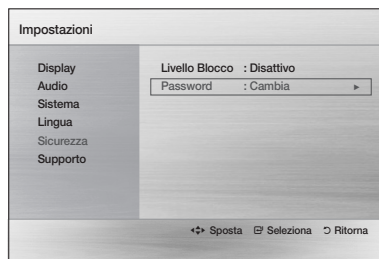 Impostazioni
Display
Audio
Sistema
Lingua
Sicurezza
Supporto
Livello Blocco : Disattivo
Password : Cambia ►
Sposta Seleziona Ritorna